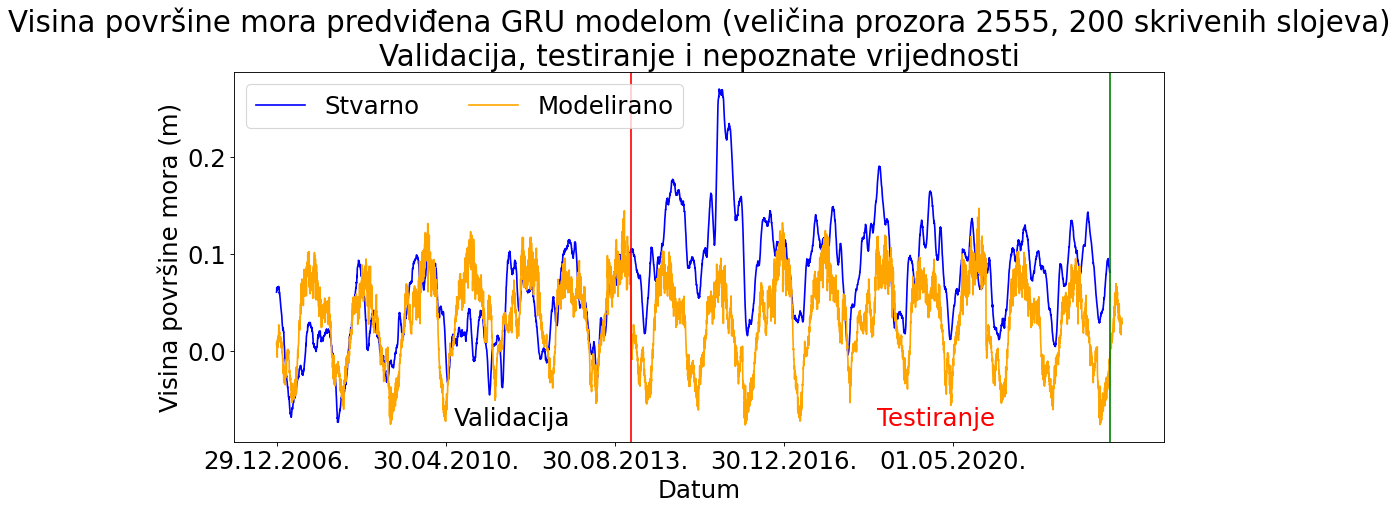 Visina površine mora predviđena GRU modelom (veličina prozora 2555, 200 skrivenih slojeva)
Validacija, testiranje i nepoznate vrijednosti
Stvarno Modelirano
Visina površine mora (m)
0.2
0.1
0.0
Validacija Testiranje
29.12.2006. 30.04.2010. 30.08.2013. 30.12.2016. 01.05.2020.
Datum